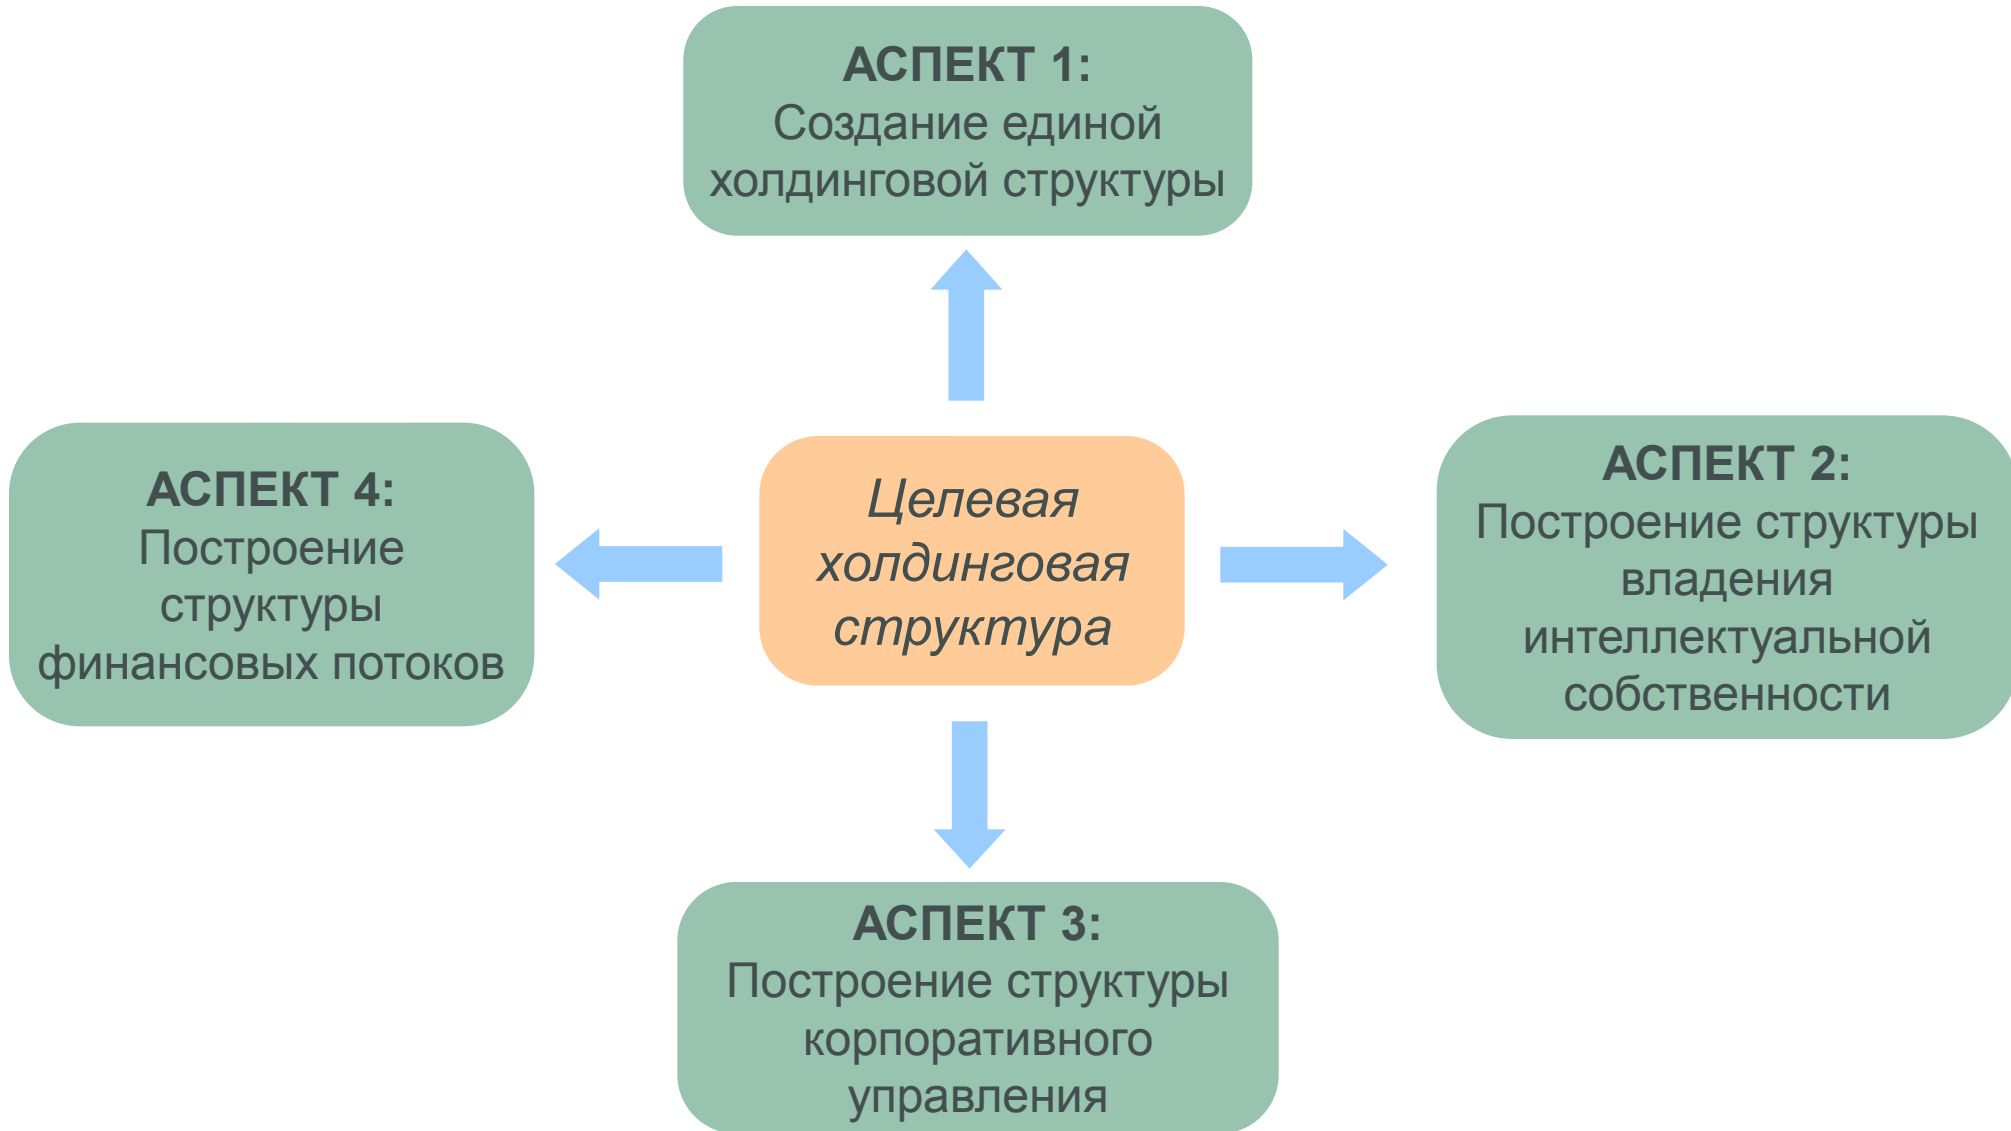 АСПЕКТ 1:
Создание единой
холдинговой структуры
АСПЕКТ 4:
Построение
структуры
финансовых потоков
Целевая
холдинговая
структура
АСПЕКТ 2:
Построение структуры
владения
интеллектуальной
собственности
АСПЕКТ 3:
Построение структуры
корпоративного
управления